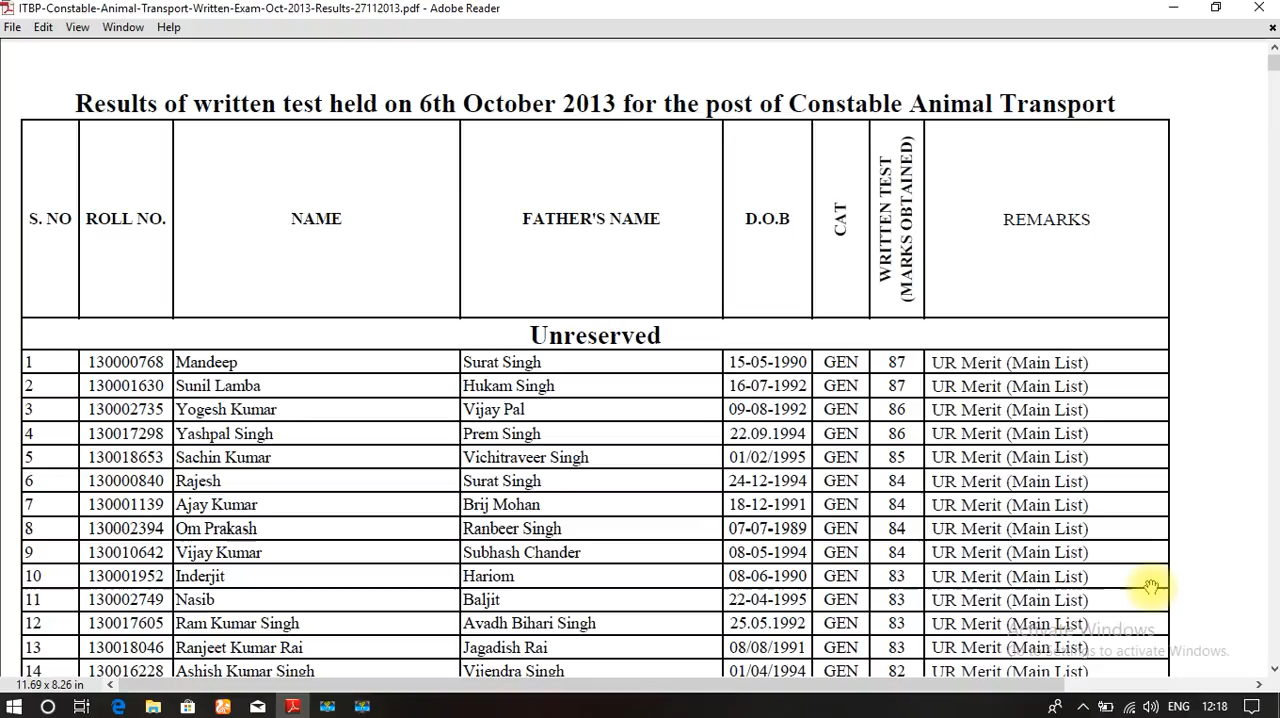 ITBP-Constable-Animal-Transport-Written-Exam-Oct-2013-Results-27112013.pdf - Adobe Reader
File Edit View Window Help
Results of written test held on 6th October 2013 for the post of Constable Animal Transport
S. NO ROLL NO. NAME FATHER'S NAME D.O.B CAT WRITTEN TEST (MARKS OBTAINED) REMARKS
Unreserved
1 130000768 Mandeep Surat Singh 15-05-1990 GEN 87 UR Merit (Main List)
2 130001630 Sunil Lamba Hukam Singh 16-07-1992 GEN 87 UR Merit (Main List)
3 130002735 Yogesh Kumar Vijay Pal 09-08-1992 GEN 86 UR Merit (Main List)
4 130017298 Yashpal Singh Prem Singh 22.09.1994 GEN 86 UR Merit (Main List)
5 130018653 Sachin Kumar Vichitraveer Singh 01/02/1995 GEN 85 UR Merit (Main List)
6 130000840 Rajesh Surat Singh 24-12-1994 GEN 84 UR Merit (Main List)
7 130001139 Ajay Kumar Brij Mohan 18-12-1991 GEN 84 UR Merit (Main List)
8 130002394 Om Prakash Ranbeer Singh 07-07-1989 GEN 84 UR Merit (Main List)
9 130010642 Vijay Kumar Subhash Chander 08-05-1994 GEN 84 UR Merit (Main List)
10 130001952 Inderjit Hariom 08-06-1990 GEN 83 UR Merit (Main List)
11 130002749 Nasib Baljit 22-04-1995 GEN 83 UR Merit (Main List)
12 130017605 Ram Kumar Singh Avadh Bihari Singh 25.05.1992 GEN 83 UR Merit (Main List)
13 130018046 Ranjeet Kumar Rai Jagadish Rai 08/08/1991 GEN 83 UR Merit (Main List)
14 130016228 Ashish Kumar Singh Vijendra Singh 01/04/1994 GEN 82 UR Merit (Main List)
Activate Windows
Go to Settings to activate Windows.
11.69 x 8.26 in
ENG 12:18